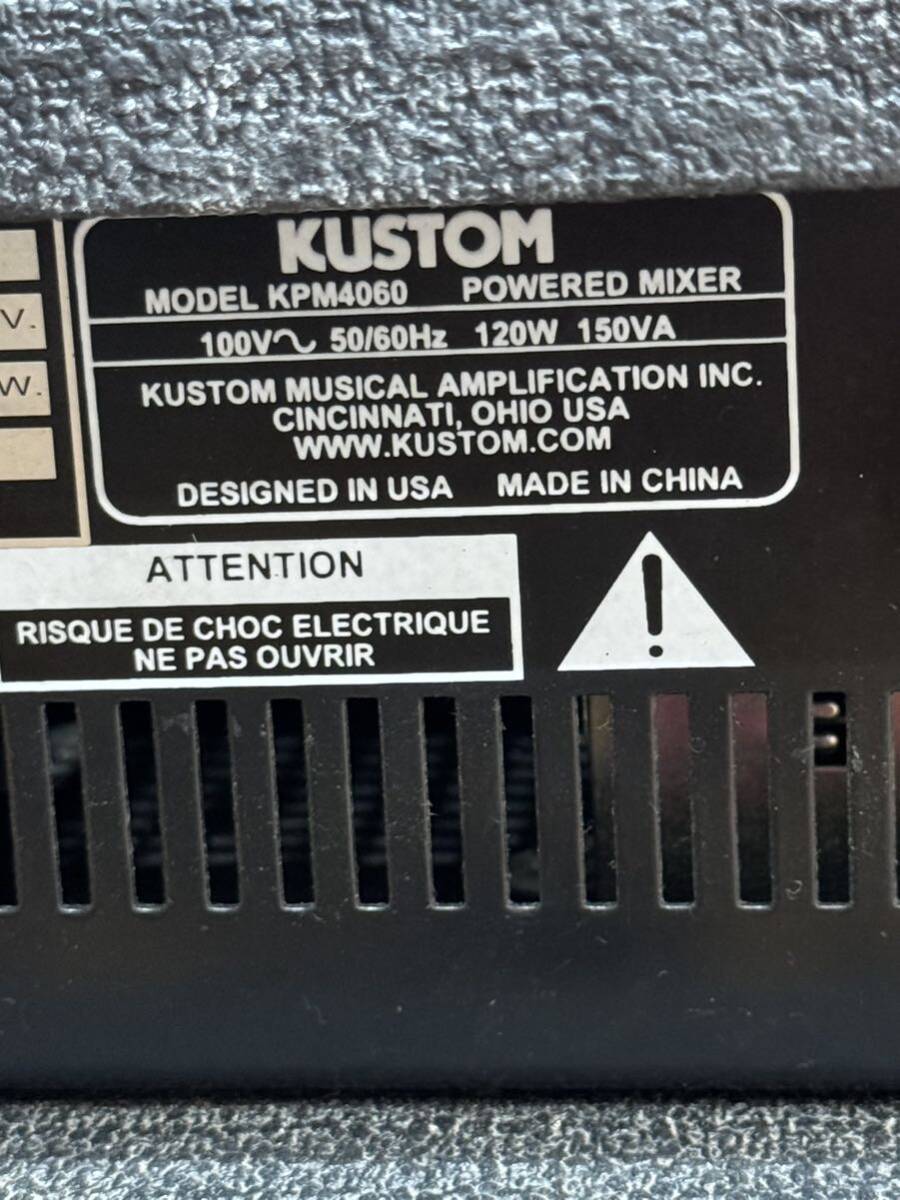 KUSTOM
MODEL KPM4060 POWERED MIXER
100V～ 50/60Hz 120W 150VA
KUSTOM MUSICAL AMPLIFICATION INC.
CINCINNATI, OHIO USA
WWW.KUSTOM.COM
DESIGNED IN USA MADE IN CHINA
V.
W.
ATTENTION
RISQUE DE CHOC ELECTRIQUE
NE PAS OUVRIR